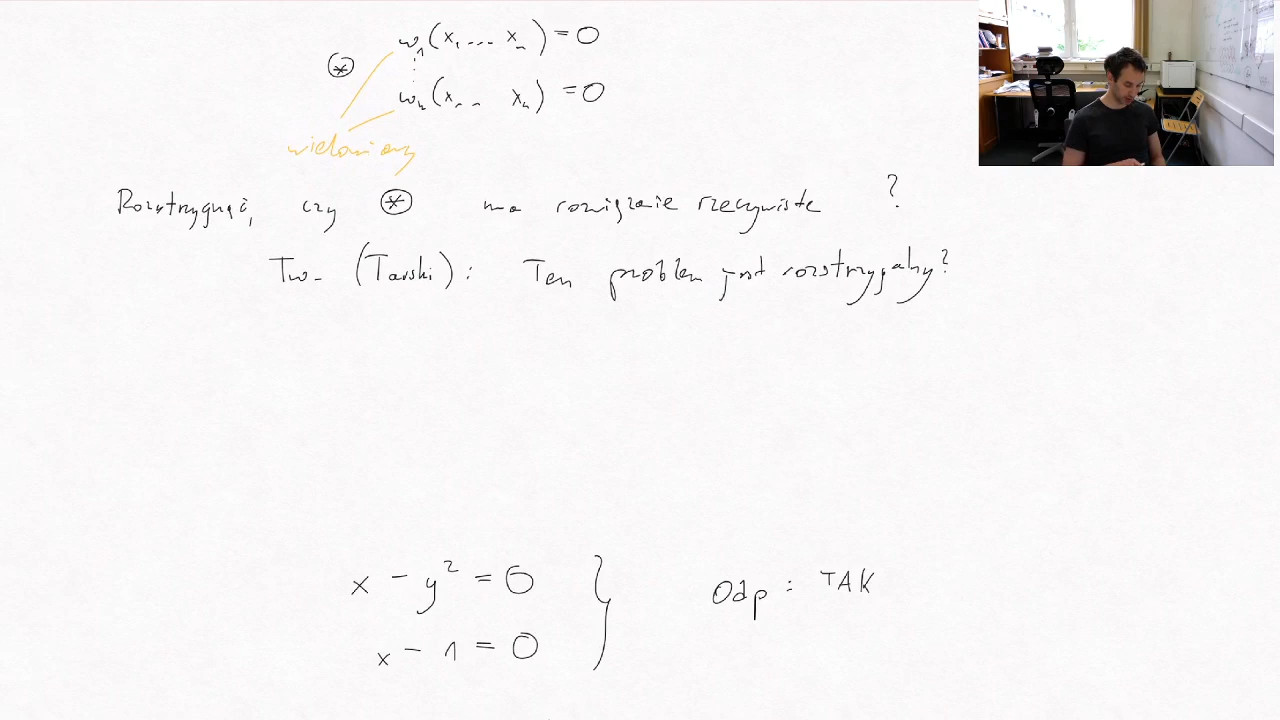 w₁(x₁ ... xₙ) = 0
⊛
wₖ(x₁ .. xₙ) = 0
wielomiany
Rozstrzygnąć, czy ⊛ ma rozwiązanie rzeczywiste ?
Tw. (Tarski): Ten problem jest rozstrzygalny?
x - y² = 0
Odp: TAK
x - 1 = 0